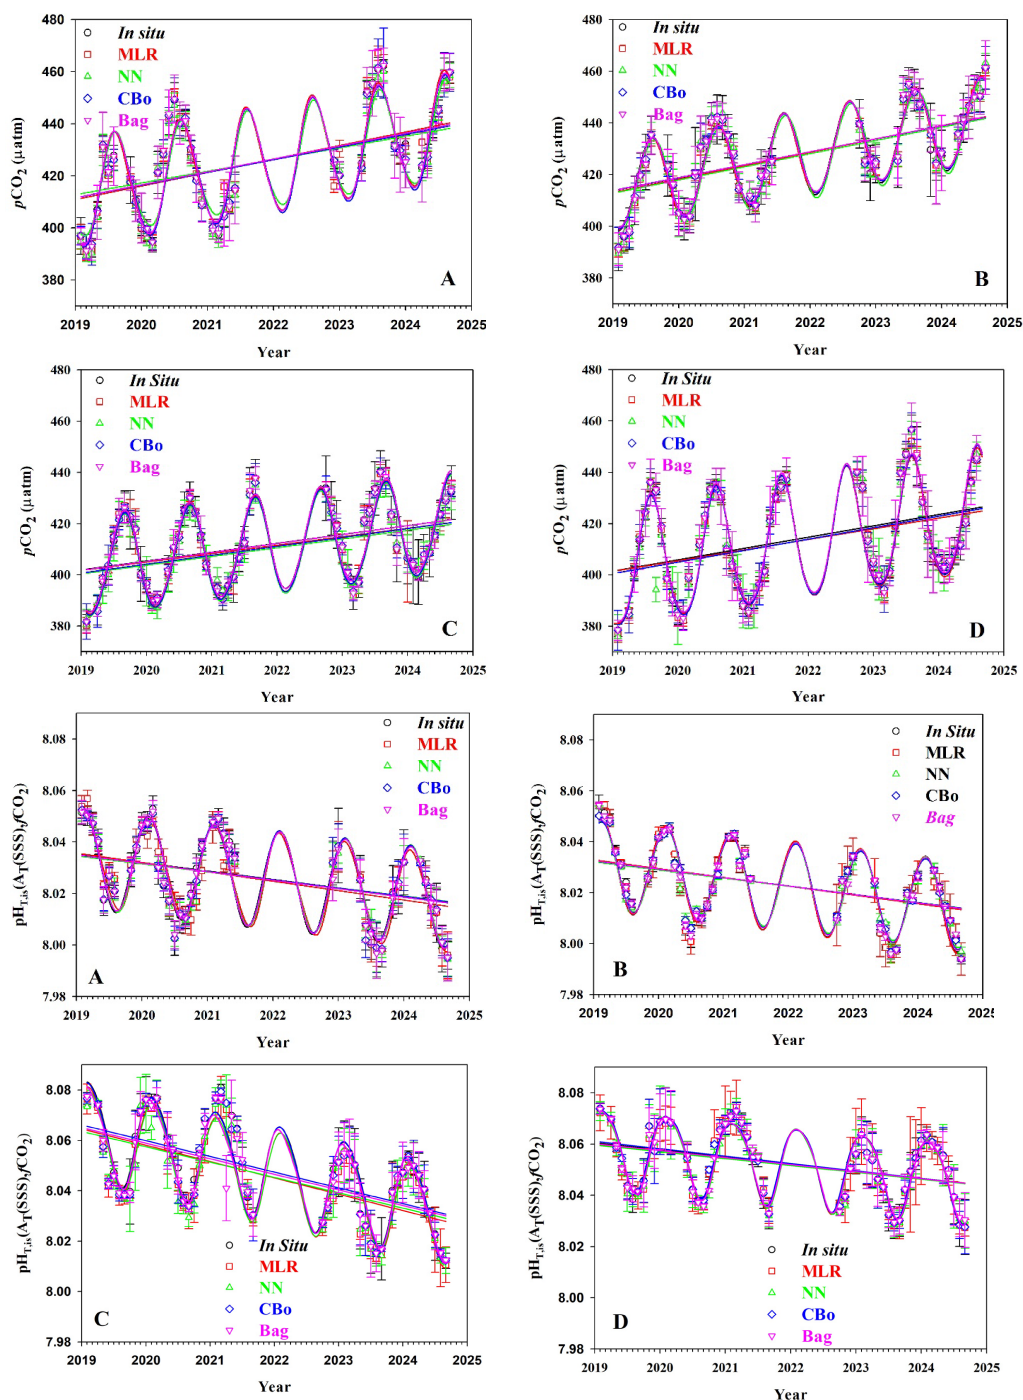 480
460
440
420
400
380
pCO2 (µatm)
In situ
MLR
NN
CBo
Bag
A
2019 2020 2021 2022 2023 2024 2025
Year
480
460
440
420
400
380
pCO2 (µatm)
In situ
MLR
NN
CBo
Bag
B
2019 2020 2021 2022 2023 2024 2025
Year
480
460
440
420
400
380
pCO2 (µatm)
In Situ
MLR
NN
CBo
Bag
C
2019 2020 2021 2022 2023 2024 2025
Year
480
460
440
420
400
380
pCO2 (µatm)
In Situ
MLR
NN
CBo
Bag
D
2019 2020 2021 2022 2023 2024 2025
Year
8.08
8.06
8.04
8.02
8.00
7.98
pHT,is(AT(SSS),fCO2)
In situ
MLR
NN
CBo
Bag
A
2019 2020 2021 2022 2023 2024 2025
Year
8.08
8.06
8.04
8.02
8.00
7.98
pHT,is(AT(SSS),fCO2)
In Situ
MLR
NN
CBo
Bag
B
2019 2020 2021 2022 2023 2024 2025
Year
8.08
8.06
8.04
8.02
8.00
7.98
pHT,is(AT(SSS),fCO2)
In Situ
MLR
NN
CBo
Bag
C
2019 2020 2021 2022 2023 2024 2025
Year
8.08
8.06
8.04
8.02
8.00
7.98
pHT,is(AT(SSS),fCO2)
In situ
MLR
NN
CBo
Bag
D
2019 2020 2021 2022 2023 2024 2025
Year